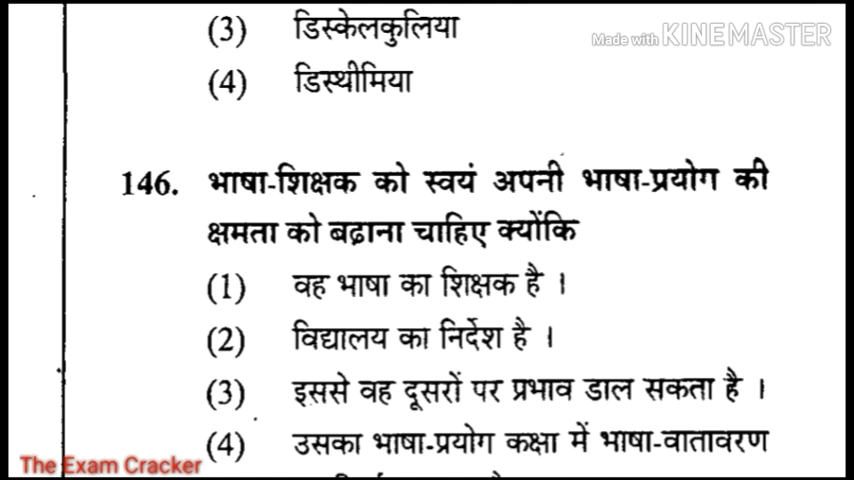 (3) डिस्केलकुलिया
Made with KINEMASTER
(4) डिस्थीमिया
146. भाषा-शिक्षक को स्वयं अपनी भाषा-प्रयोग की
क्षमता को बढ़ाना चाहिए क्योंकि
(1) वह भाषा का शिक्षक है ।
(2) विद्यालय का निर्देश है ।
(3) इससे वह दूसरों पर प्रभाव डाल सकता है ।
(4) उसका भाषा-प्रयोग कक्षा में भाषा-वातावरण
The Exam Cracker